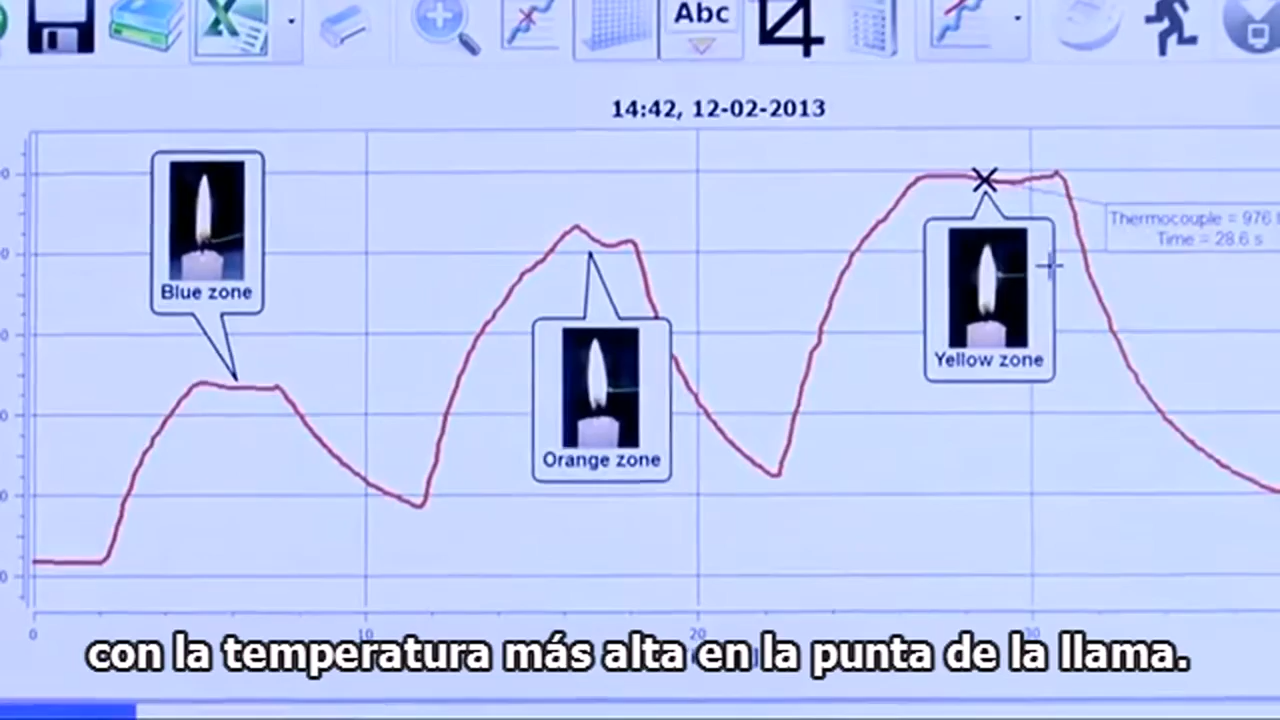 Abc
14:42, 12-02-2013
Blue zone
Thermocouple = 976
Time = 28.6 s
Yellow zone
Orange zone
0
10
20
30
con la temperatura más alta en la punta de la llama.